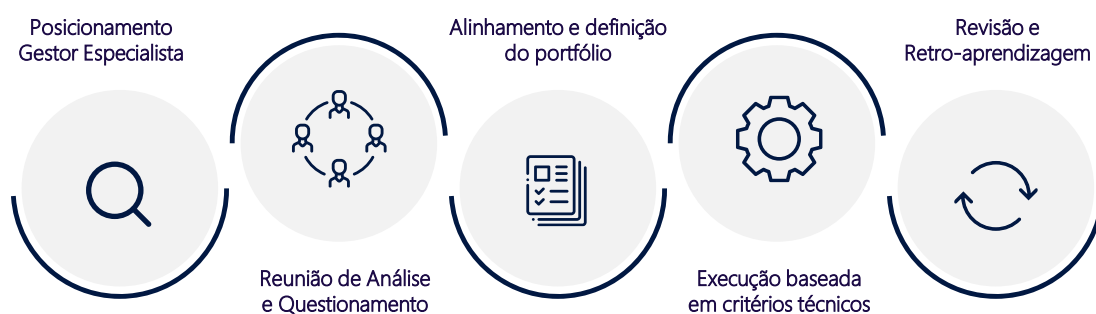 Posicionamento
Gestor Especialista
Reunião de Análise
e Questionamento
Alinhamento e definição
do portfólio
Execução baseada
em critérios técnicos
Revisão e
Retro-aprendizagem